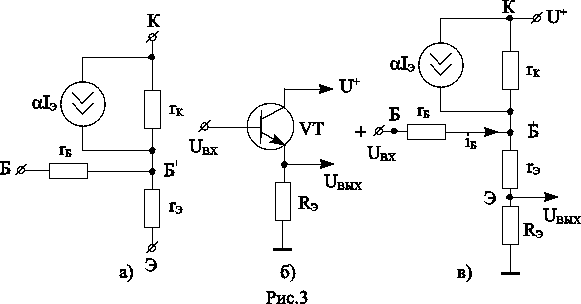 К
αIэ
rк
rБ
Б
Б'
rЭ
Э
а)
U⁺
VT
Uвх
Uвых
RЭ
б)
К
U⁺
αIэ
rк
Б
rБ
+
Uвх
iБ
Б'
rЭ
Э
Uвых
RЭ
в)
Рис.3